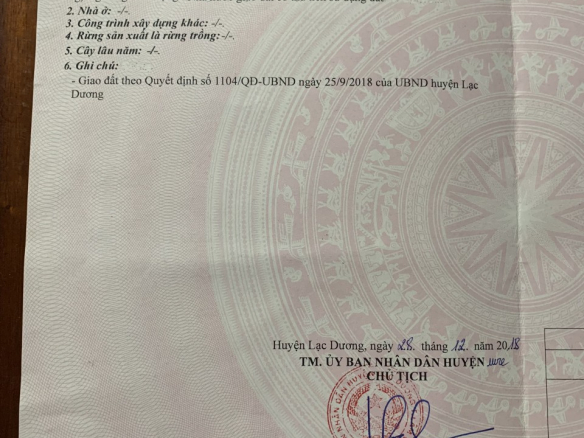 2. Nhà ở: -/-.
3. Công trình xây dựng khác: -/-.
4. Rừng sản xuất là rừng trồng: -/-.
5. Cây lâu năm: -/-.
6. Ghi chú:
- Giao đất theo Quyết định số 1104/QĐ-UBND ngày 25/9/2018 của UBND huyện Lạc
Dương
Huyện Lạc Dương, ngày 28. tháng 12. năm 2018
TM. ỦY BAN NHÂN DÂN HUYỆN
CHỦ TỊCH